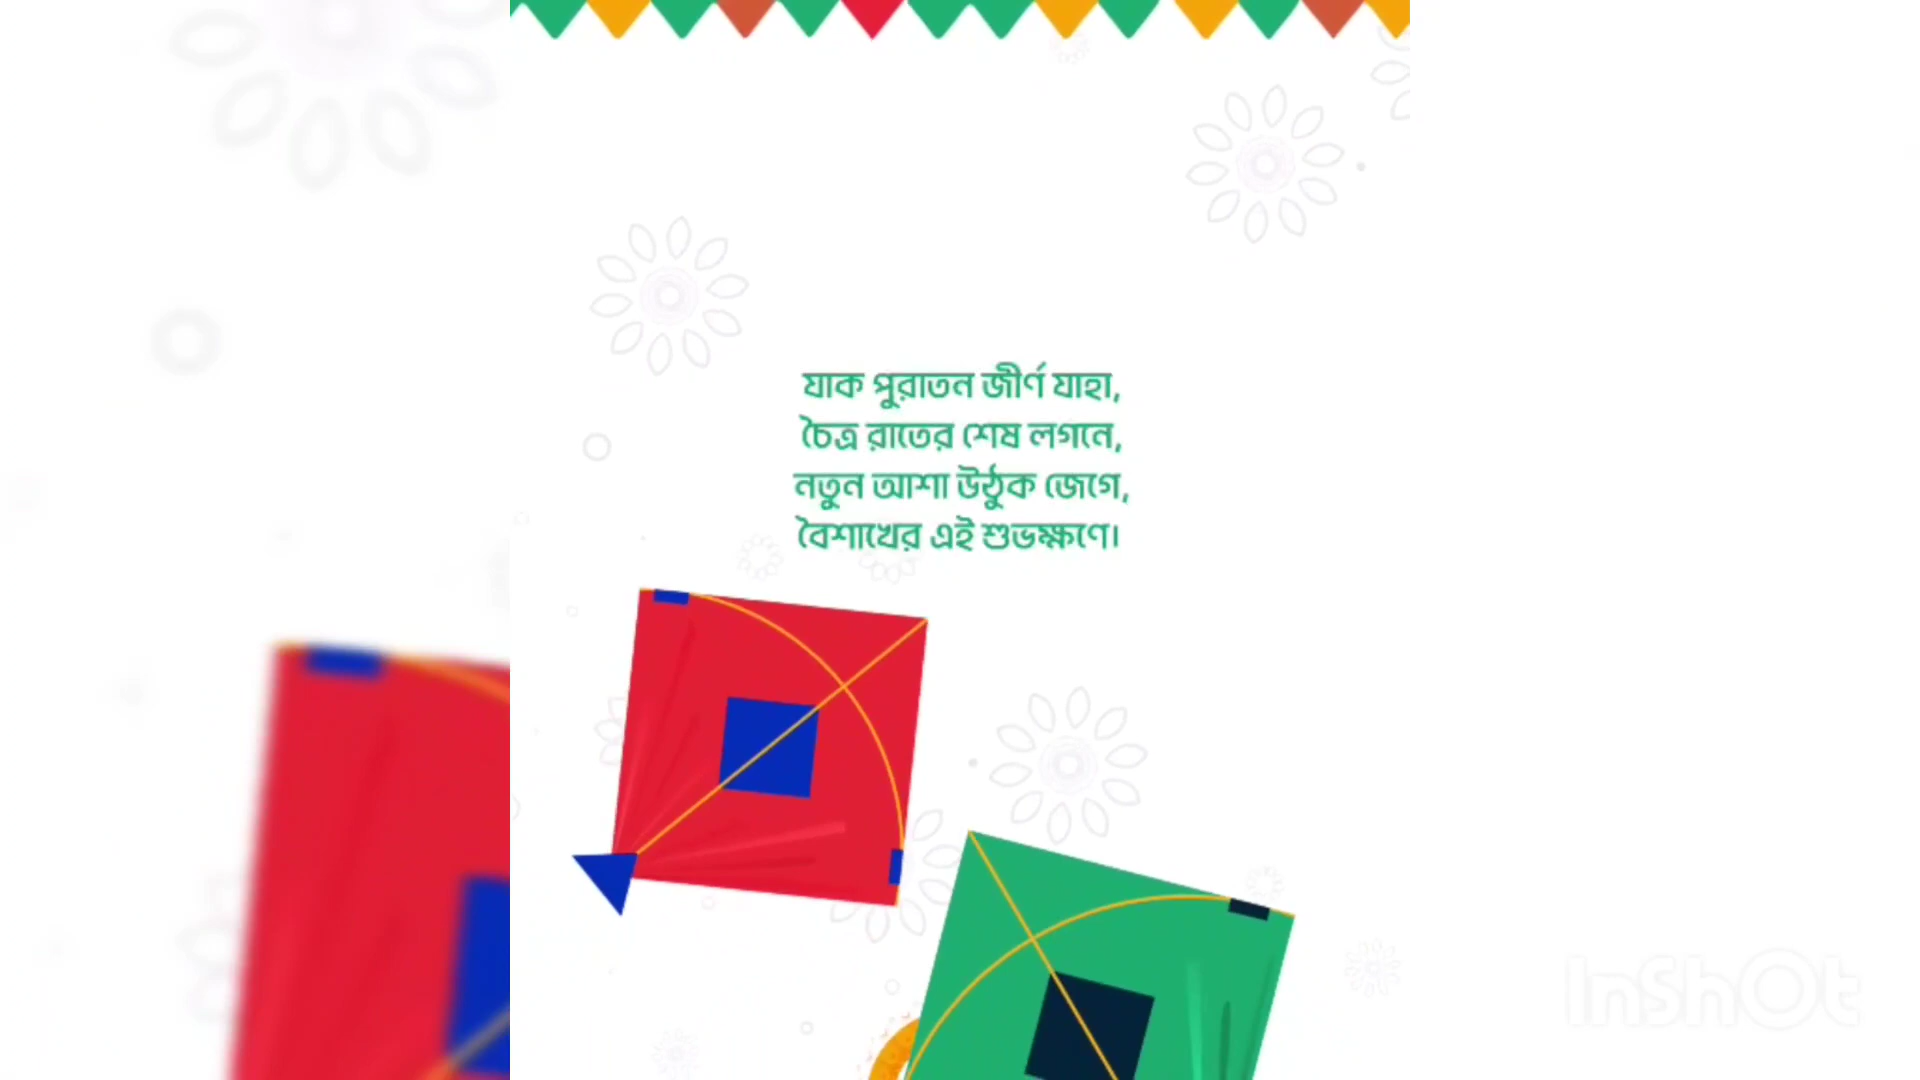 যাক পুরাতন জীর্ণ যাহা,
চৈত্র রাতের শেষ লগনে,
নতুন আশা উঠুক জেগে,
বৈশাখের এই শুভক্ষণে।
InShOt